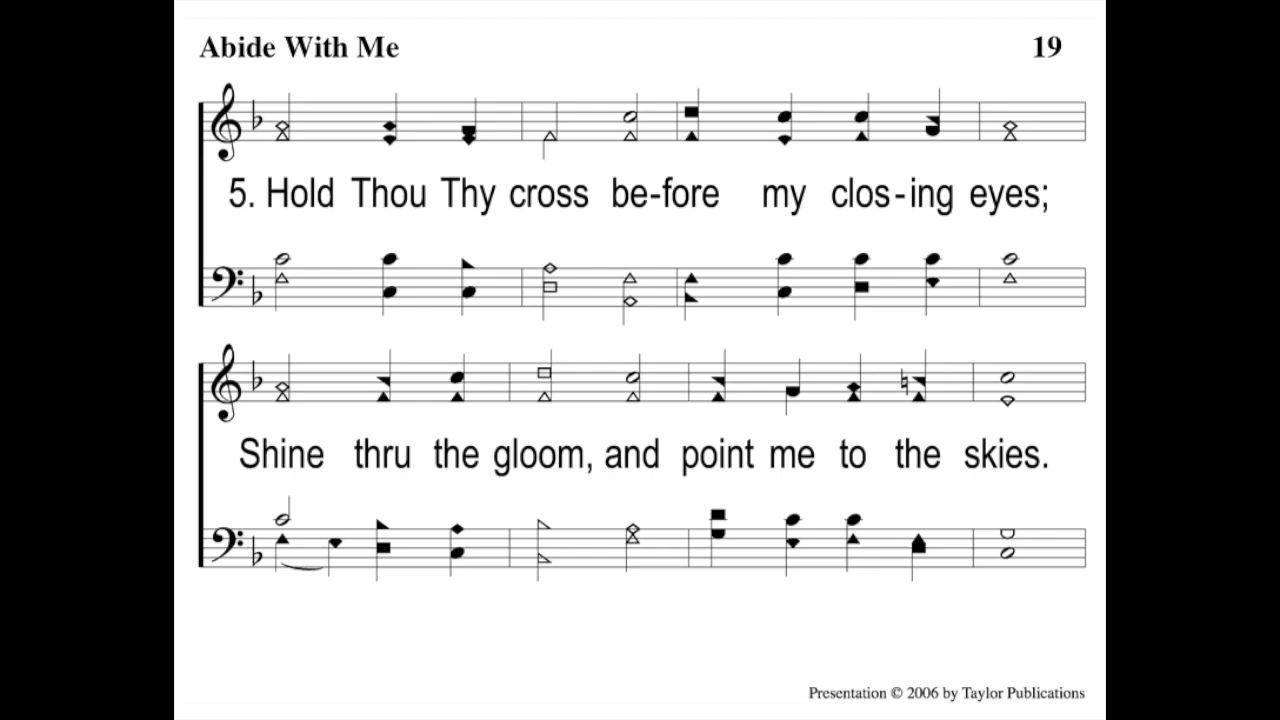 Abide With Me 19
5. Hold Thou Thy cross be-fore my clos-ing eyes;
Shine thru the gloom, and point me to the skies.
Presentation © 2006 by Taylor Publications